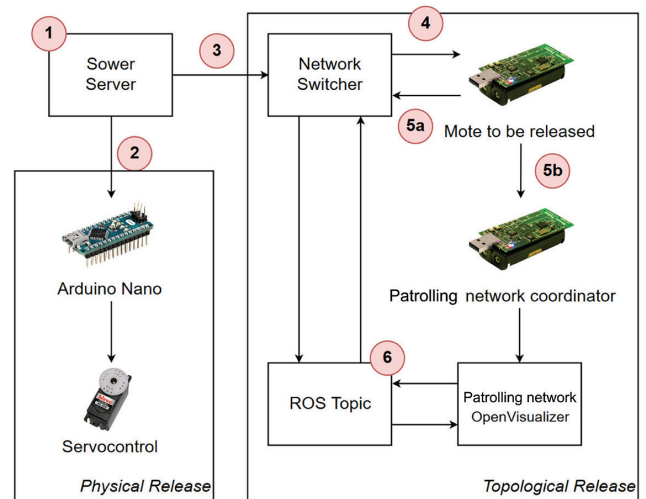 1
Sower
Server
3
Network
Switcher
4
5a
Mote to be released
2
5b
Arduino Nano
Patrolling network coordinator
6
ROS Topic
Patrolling network
OpenVisualizer
Servocontrol
Physical Release
Topological Release